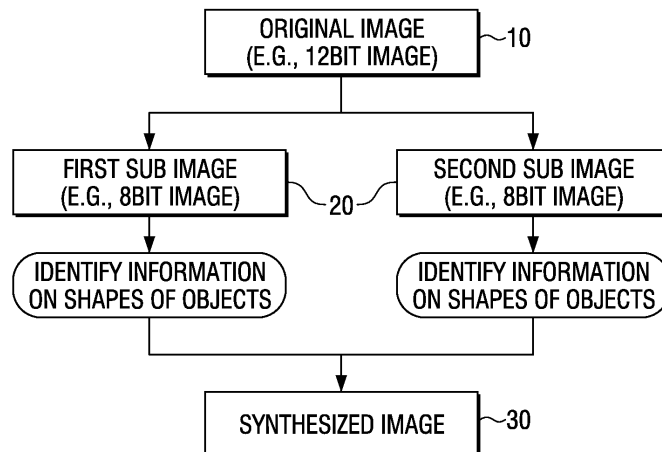 ORIGINAL IMAGE
(E.G., 12BIT IMAGE)
10
FIRST SUB IMAGE
(E.G., 8BIT IMAGE)
20
SECOND SUB IMAGE
(E.G., 8BIT IMAGE)
IDENTIFY INFORMATION
ON SHAPES OF OBJECTS
IDENTIFY INFORMATION
ON SHAPES OF OBJECTS
SYNTHESIZED IMAGE
30